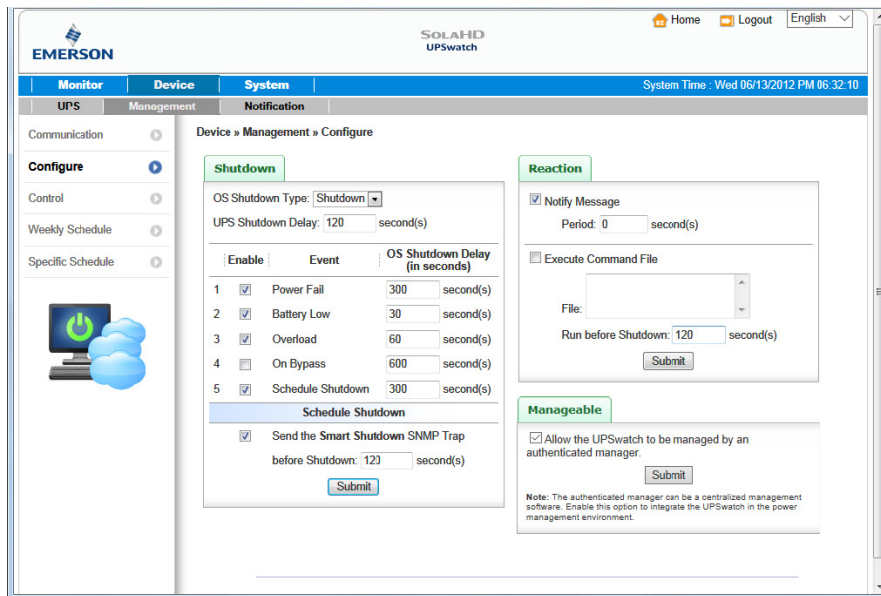 Home Logout English
EMERSON
SOLAHD
UPSwatch
Monitor Device System System Time : Wed 06/13/2012 PM 06:32:10
UPS Management Notification
Communication
Configure
Control
Weekly Schedule
Specific Schedule
Device » Management » Configure
Shutdown
OS Shutdown Type: Shutdown
UPS Shutdown Delay: 120 second(s)
Enable Event OS Shutdown Delay
(in seconds)
1 Power Fail 300 second(s)
2 Battery Low 30 second(s)
3 Overload 60 second(s)
4 On Bypass 600 second(s)
5 Schedule Shutdown 300 second(s)
Schedule Shutdown
Send the Smart Shutdown SNMP Trap
before Shutdown: 120 second(s)
Submit
Reaction
Notify Message
Period: 0 second(s)
Execute Command File
File:
Run before Shutdown: 120 second(s)
Submit
Manageable
Allow the UPSwatch to be managed by an
authenticated manager.
Submit
Note: The authenticated manager can be a centralized management
software. Enable this option to integrate the UPSwatch in the power
management environment.